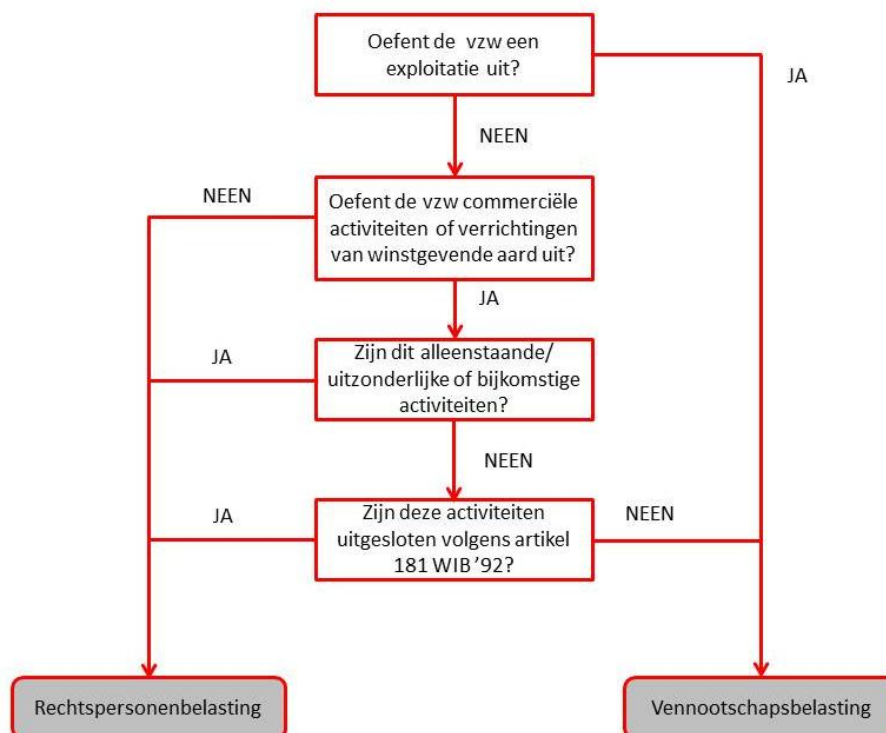 Oefent de vzw een
exploitatie uit?
JA
NEEN
NEEN
Oefent de vzw commerciële
activiteiten of verrichtingen
van winstgevende aard uit?
JA
JA
Zijn dit alleenstaande/
uitzonderlijke of bijkomstige
activiteiten?
NEEN
JA
Zijn deze activiteiten
uitgesloten volgens artikel
181 WIB ’92?
NEEN
Rechtspersonenbelasting
Vennootschapsbelasting